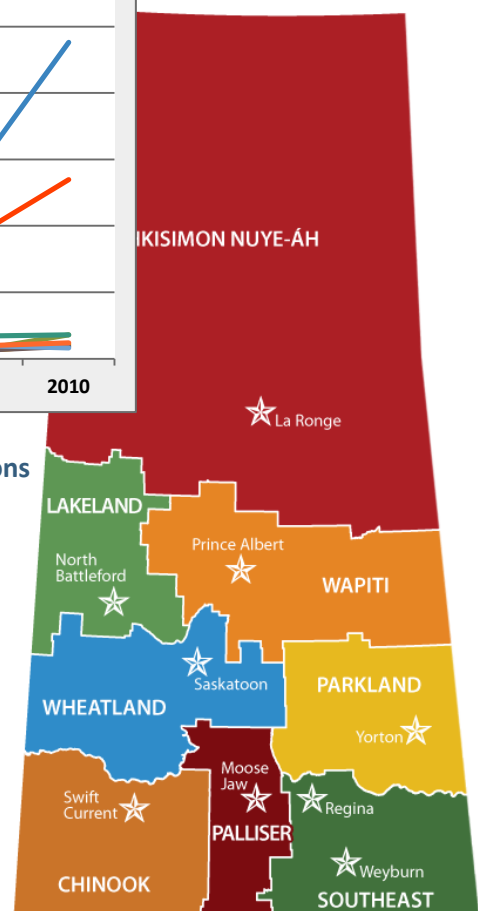 IKISIMON NUYE-ÁH
2010
La Ronge
ons
LAKELAND
Prince Albert
North
Battleford
WAPITI
Saskatoon
PARKLAND
WHEATLAND
Yorton
Moose
Jaw
Swift
Current
Regina
PALLISER
Weyburn
CHINOOK
SOUTHEAST